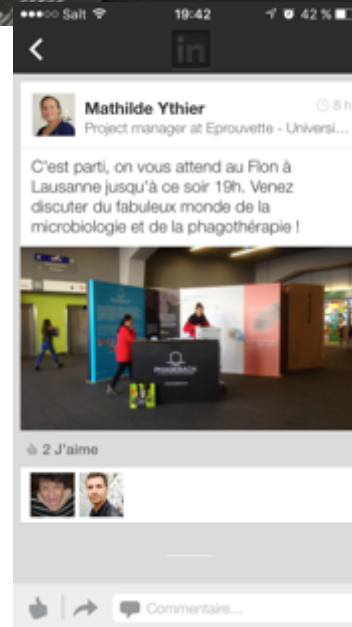 Salt 19:42 42 %
in
Mathilde Ythier 8 h
Project manager at Eprouvette - Universi...
C'est parti, on vous attend au Flon à
Lausanne jusqu'à ce soir 19h. Venez
discuter du fabuleux monde de la
microbiologie et de la phagothérapie !
PHAGEBACK
2 J'aime
Commentaire...